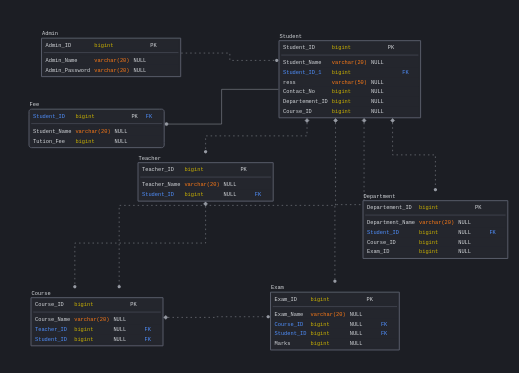 Admin
Admin_ID bigint PK
Admin_Name varchar(20) NULL
Admin_Password varchar(20) NULL
Student
Student_ID bigint PK
Student_Name varchar(20) NULL
Student_ID_1 bigint FK
ress varchar(50) NULL
Contact_No bigint NULL
Departement_ID bigint NULL
Course_ID bigint NULL
Fee
Student_ID bigint PK FK
Student_Name varchar(20) NULL
Tution_Fee bigint NULL
Teacher
Teacher_ID bigint PK
Teacher_Name varchar(20) NULL
Student_ID bigint NULL FK
Department
Departement_ID bigint PK
Department_Name varchar(20) NULL
Student_ID bigint NULL FK
Course_ID bigint NULL
Exam_ID bigint NULL
Course
Course_ID bigint PK
Course_Name varchar(20) NULL
Teacher_ID bigint NULL FK
Student_ID bigint NULL FK
Exam
Exam_ID bigint PK
Exam_Name varchar(20) NULL
Course_ID bigint NULL FK
Student_ID bigint NULL FK
Marks bigint NULL